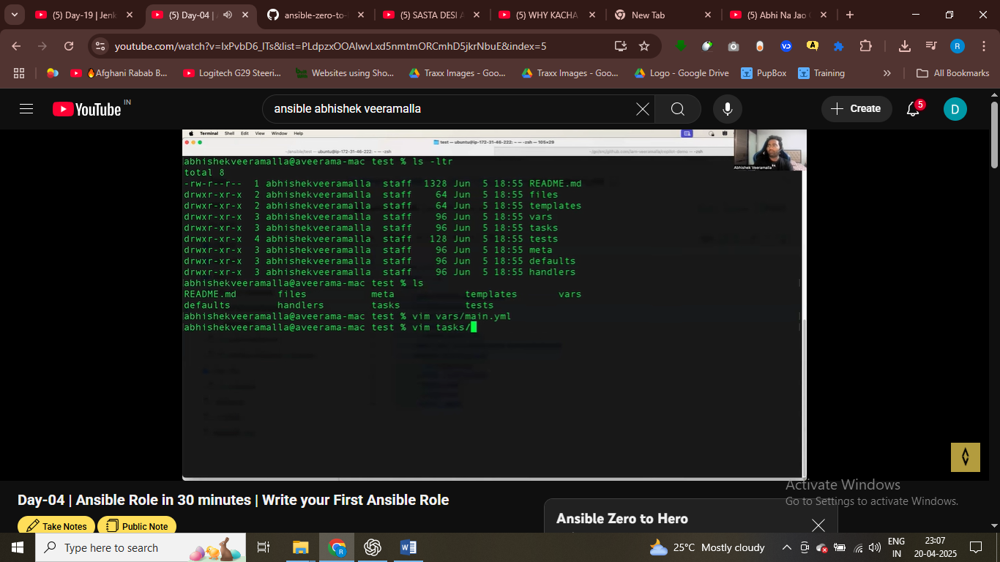 (5) Day-19 | Jenk
(5) Day-04 | A
ansible-zero-to-
(5) SASTA DESI A
(5) WHY KACHA
New Tab
(5) Abhi Na Jao C
youtube.com/watch?v=IxPvbD6_ITs&list=PLdpzxOOAlwvLxd5nmtmORCmhD5jkrNbuE&index=5
R
Afghani Rabab B...
Logitech G29 Steeri...
Websites using Sho...
Traxx Images - Goo...
Traxx Images - Goo...
Logo - Google Drive
PupBox
Training
All Bookmarks
YouTube IN
ansible abhishek veeramalla
Create
5
D
Terminal Shell Edit View Window Help
test — ubuntu@ip-172-31-46-222: ~ — -zsh — 105×29
~/ansible/test — ubuntu@ip-172-31-46-222: ~ — -zsh
abhishekveeramalla@aveerama-mac test % ls -ltr
total 8
-rw-r--r-- 1 abhishekveeramalla staff 1328 Jun 5 18:55 README.md
drwxr-xr-x 2 abhishekveeramalla staff 64 Jun 5 18:55 files
drwxr-xr-x 2 abhishekveeramalla staff 64 Jun 5 18:55 templates
drwxr-xr-x 3 abhishekveeramalla staff 96 Jun 5 18:55 vars
drwxr-xr-x 3 abhishekveeramalla staff 96 Jun 5 18:55 tasks
drwxr-xr-x 4 abhishekveeramalla staff 128 Jun 5 18:55 tests
drwxr-xr-x 3 abhishekveeramalla staff 96 Jun 5 18:55 meta
drwxr-xr-x 3 abhishekveeramalla staff 96 Jun 5 18:55 defaults
drwxr-xr-x 3 abhishekveeramalla staff 96 Jun 5 18:55 handlers
abhishekveeramalla@aveerama-mac test % ls
README.md files meta templates vars
defaults handlers tasks tests
abhishekveeramalla@aveerama-mac test % vim vars/main.yml
abhishekveeramalla@aveerama-mac test % vim tasks/
Abhishek Veeramalla
Day-04 | Ansible Role in 30 minutes | Write your First Ansible Role
Take Notes
Public Note
Ansible Zero to Hero
Activate Windows
Go to Settings to activate Windows.
Type here to search
25°C Mostly cloudy
ENG
IN
23:07
20-04-2025